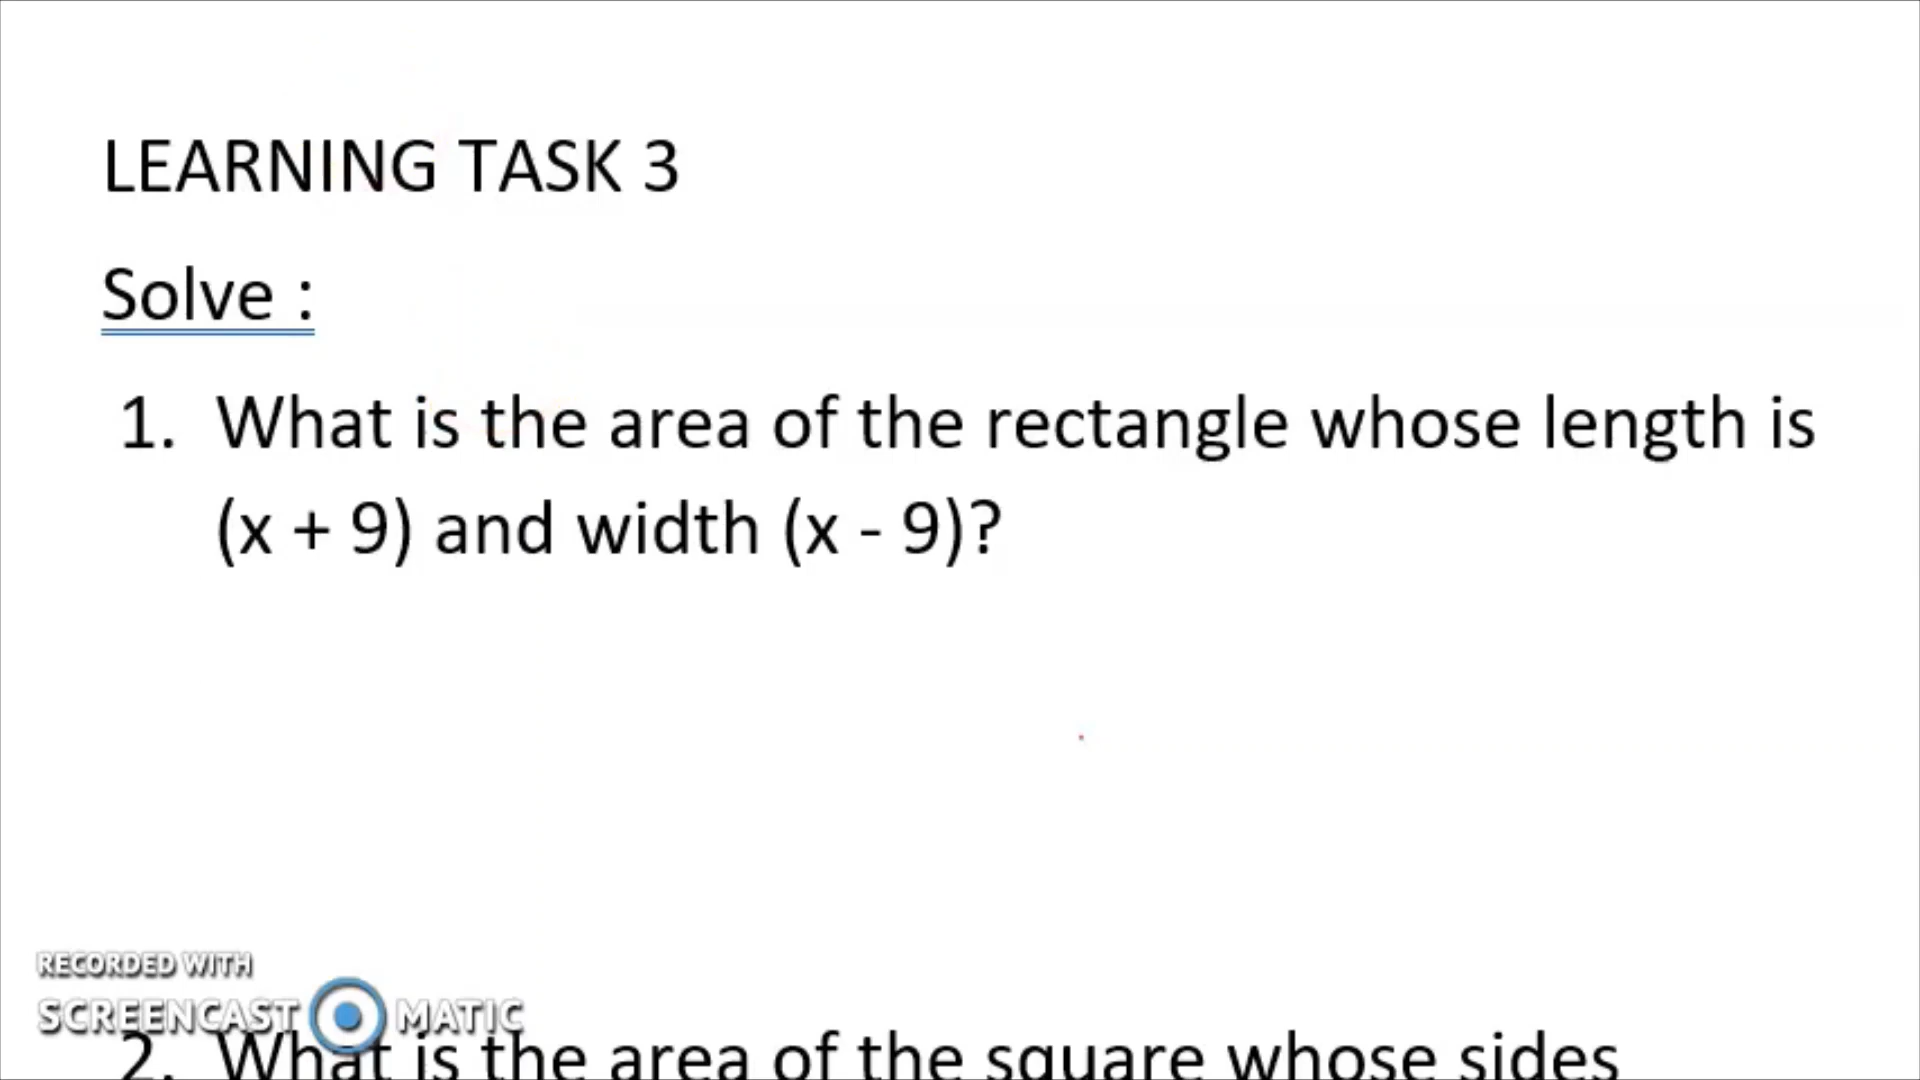 LEARNING TASK 3
Solve :
1. What is the area of the rectangle whose length is
(x + 9) and width (x - 9)?
RECORDED WITH
SCREENCAST MATIC
2. What is the area of the square whose sides